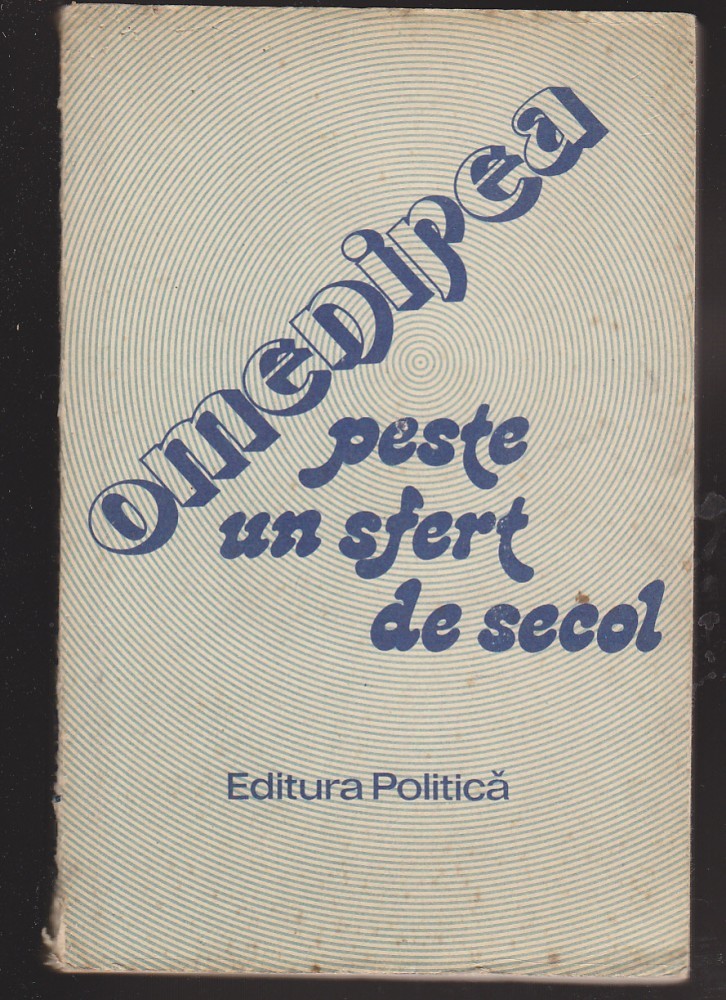 omenirea
peste
un sfert
de secol
Editura Politică